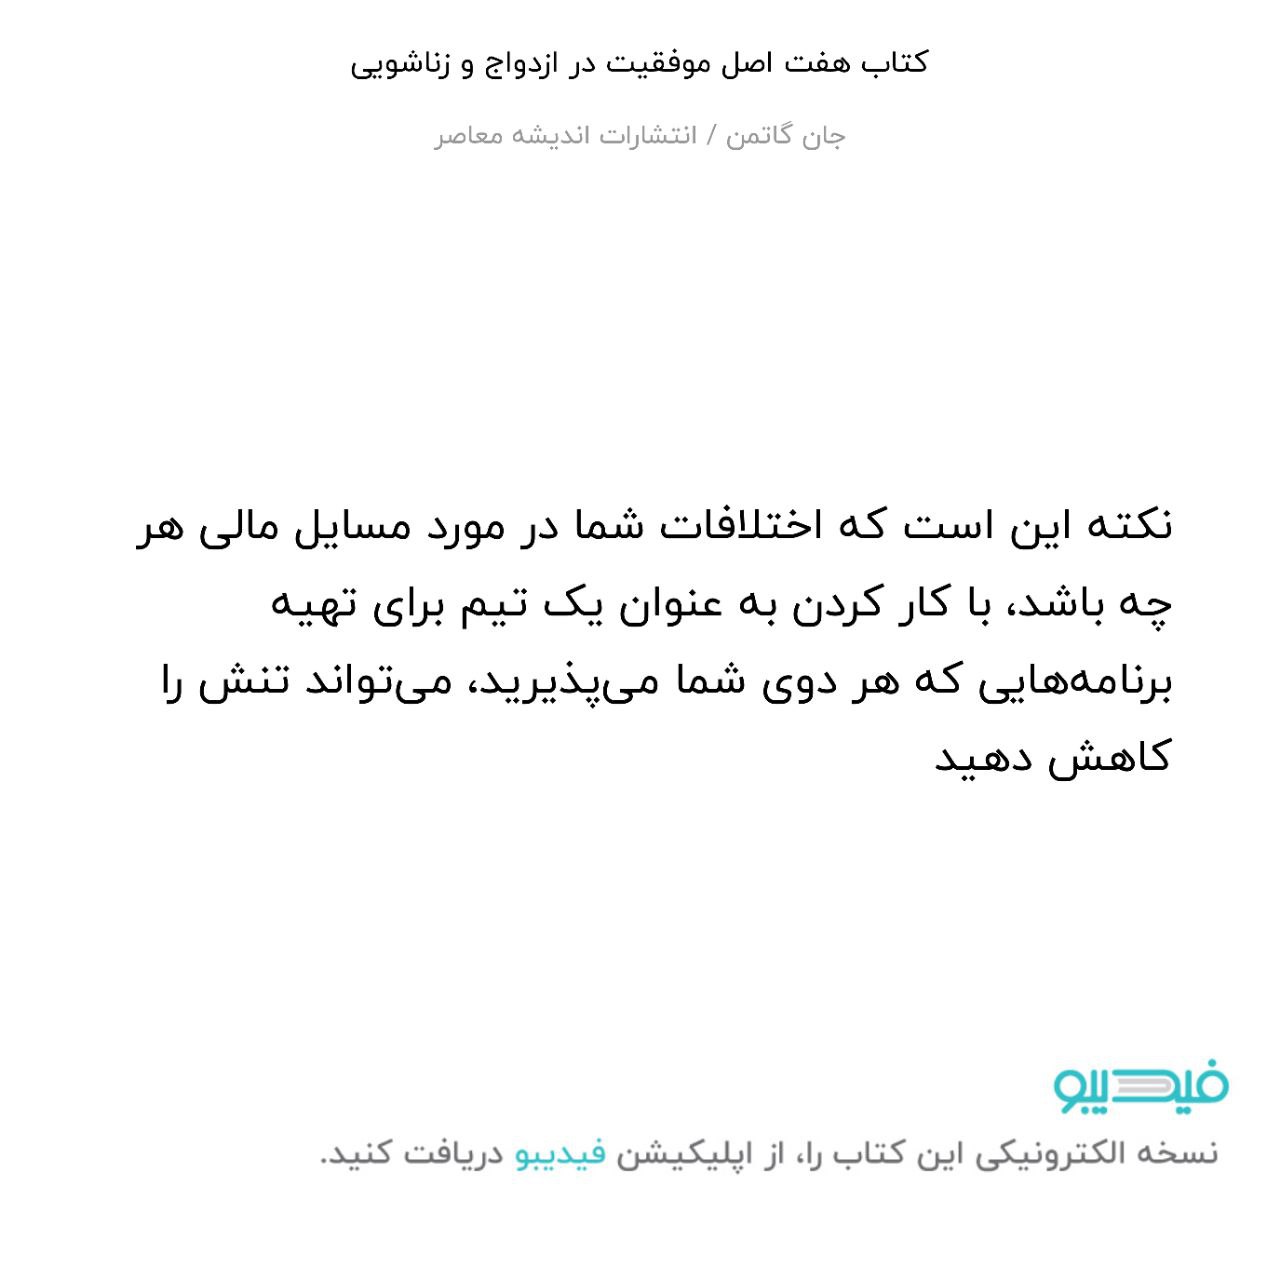 کتاب هفت اصل موفقیت در ازدواج و زناشویی
جان گاتمن / انتشارات اندیشه معاصر
نکته این است که اختلافات شما در مورد مسایل مالی هر
چه باشد، با کار کردن به عنوان یک تیم برای تهیه
برنامه‌هایی که هر دوی شما می‌پذیرید، می‌تواند تنش را
کاهش دهید
فیدیبو
نسخه الکترونیکی این کتاب را، از اپلیکیشن فیدیبو دریافت کنید.